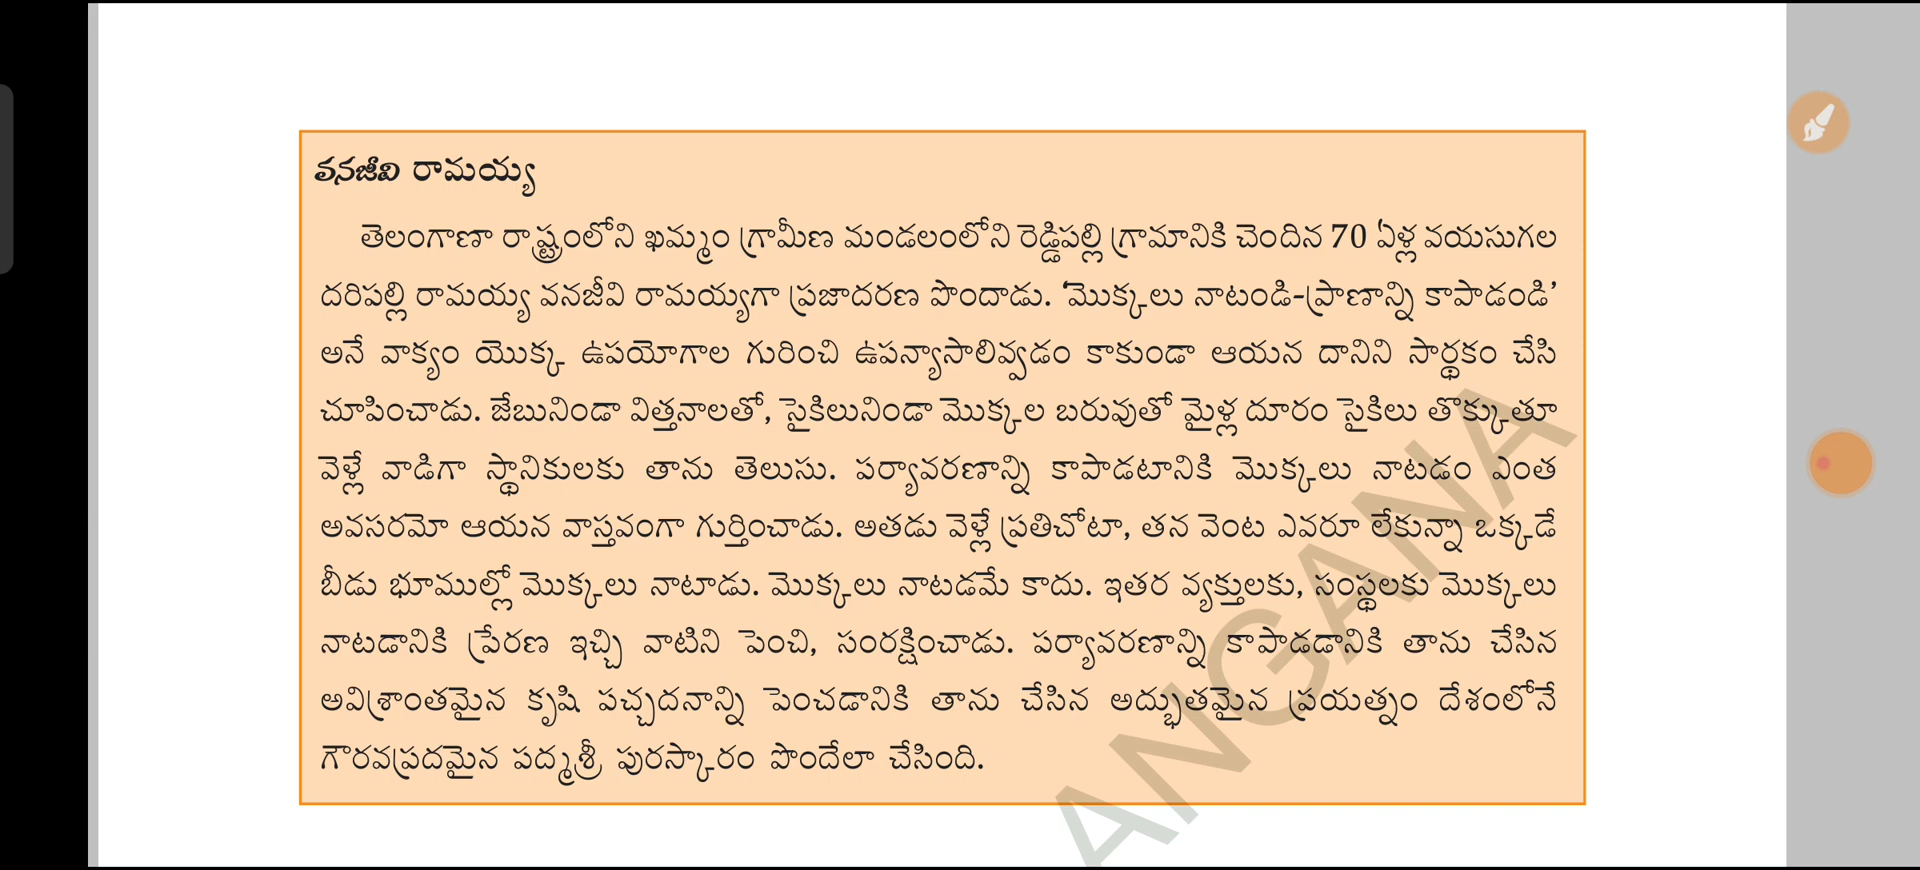 వనజీవి రామయ్య
తెలంగాణా రాష్ట్రంలోని ఖమ్మం గ్రామీణ మండలంలోని రెడ్డిపల్లి గ్రామానికి చెందిన 70 ఏళ్ల వయసుగల
దరిపల్లి రామయ్య వనజీవి రామయ్యగా ప్రజాదరణ పొందాడు. ‘మొక్కలు నాటండి-ప్రాణాన్ని కాపాడండి’
అనే వాక్యం యొక్క ఉపయోగాల గురించి ఉపన్యాసాలివ్వడం కాకుండా ఆయన దానిని సార్థకం చేసి
చూపించాడు. జేబునిండా విత్తనాలతో, సైకిలునిండా మొక్కల బరువుతో మైళ్ల దూరం సైకిలు తొక్కుతూ
వెళ్లే వాడిగా స్థానికులకు తాను తెలుసు. పర్యావరణాన్ని కాపాడటానికి మొక్కలు నాటడం ఎంత
అవసరమో ఆయన వాస్తవంగా గుర్తించాడు. అతడు వెళ్లే ప్రతిచోటా, తన వెంట ఎవరూ లేకున్నా ఒక్కడే
బీడు భూముల్లో మొక్కలు నాటాడు. మొక్కలు నాటడమే కాదు. ఇతర వ్యక్తులకు, సంస్థలకు మొక్కలు
నాటడానికి ప్రేరణ ఇచ్చి వాటిని పెంచి, సంరక్షించాడు. పర్యావరణాన్ని కాపాడడానికి తాను చేసిన
అవిశ్రాంతమైన కృషి పచ్చదనాన్ని పెంచడానికి తాను చేసిన అద్భుతమైన ప్రయత్నం దేశంలోనే
గౌరవప్రదమైన పద్మశ్రీ పురస్కారం పొందేలా చేసింది.
ANGANA